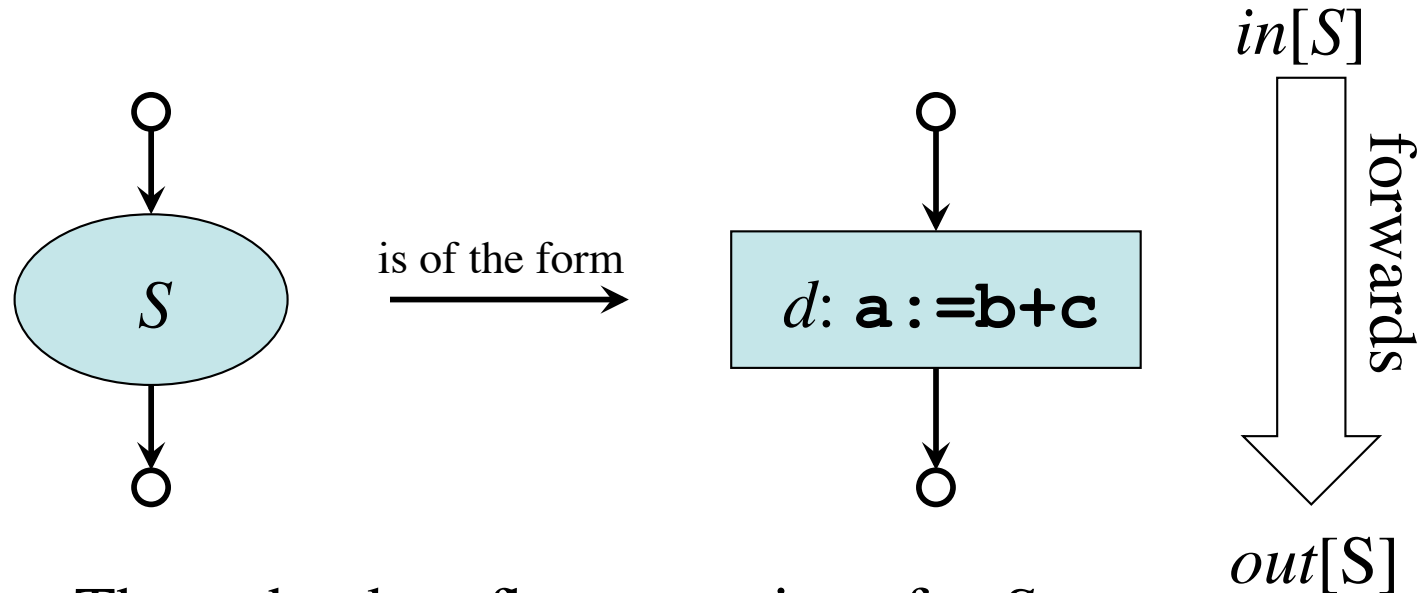 in[S]
is of the form
S
d: a:=b+c
forwards
out[S]